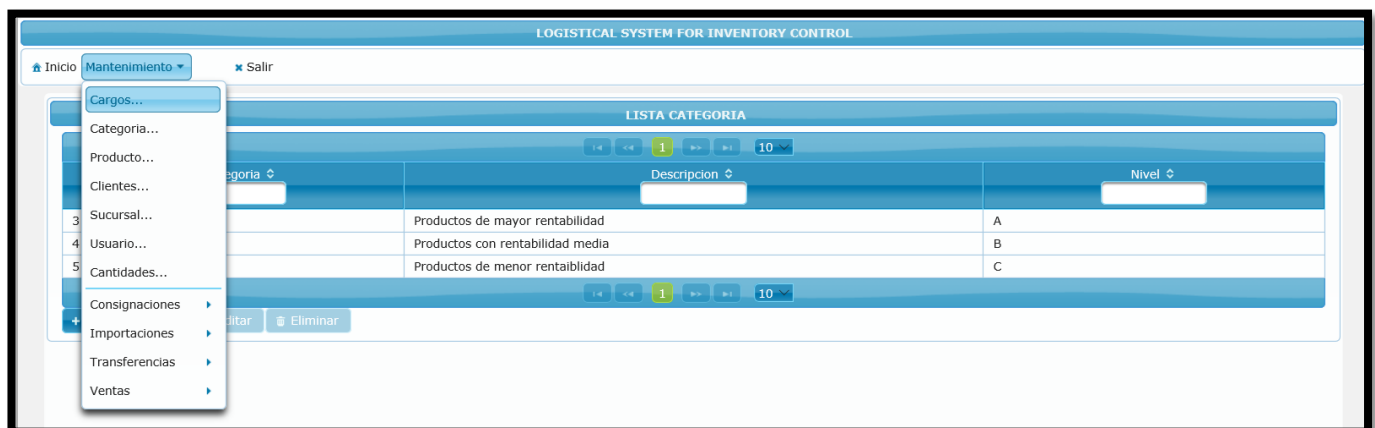 LOGISTICAL SYSTEM FOR INVENTORY CONTROL
Inicio Mantenimiento Salir
Cargos...
Categoria...
Producto...
Clientes...
Sucursal...
Usuario...
Cantidades...
Consignaciones
Importaciones
Transferencias
Ventas
LISTA CATEGORIA
1 10
egoria Descripcion Nivel
3 Productos de mayor rentabilidad A
4 Productos con rentabilidad media B
5 Productos de menor rentaiblidad C
1 10
+ ditar Eliminar